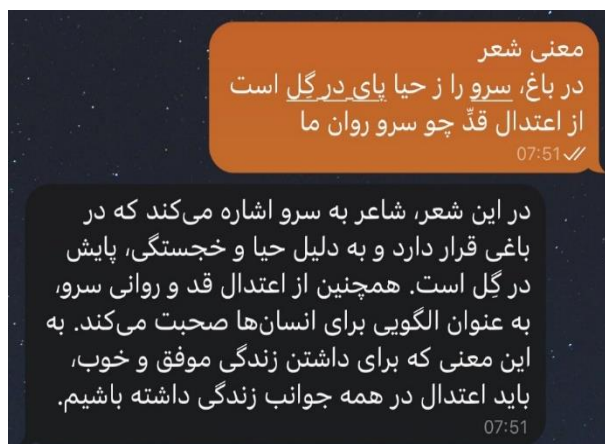 معنی شعر
در باغ، سرو را ز حیا پای در گِل است
از اعتدال قدِّ چو سرو روان ما
07:51
در این شعر، شاعر به سرو اشاره می‌کند که در
باغی قرار دارد و به دلیل حیا و خجستگی، پایش
در گِل است. همچنین از اعتدال قد و روانی سرو،
به عنوان الگویی برای انسان‌ها صحبت می‌کند. به
این معنی که برای داشتن زندگی موفق و خوب،
باید اعتدال در همه جوانب زندگی داشته باشیم.
07:51